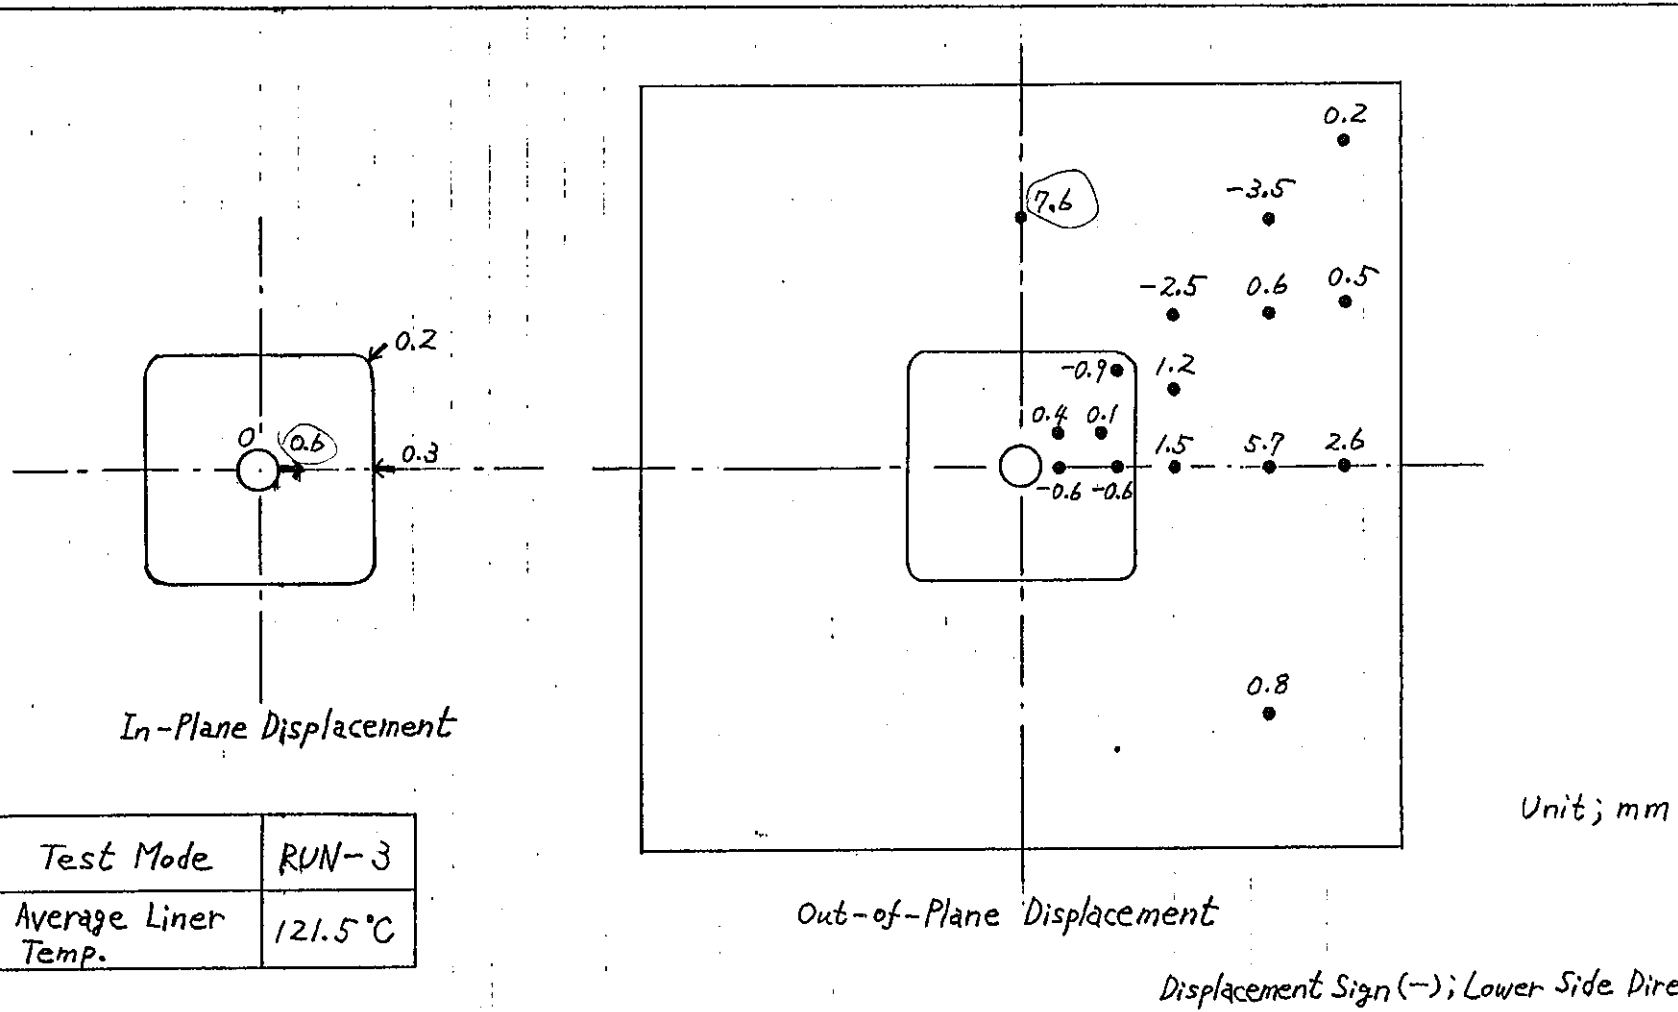 0.2
0
0.6
0.3
In-Plane Displacement
Test Mode
RUN-3
Average Liner
Temp.
121.5°C
0.2
7.6
-3.5
-2.5
0.6
0.5
-0.9
1.2
0.4
0.1
1.5
5.7
2.6
-0.6
-0.6
0.8
Out-of-Plane Displacement
Unit; mm
Displacement Sign (-); Lower Side Dire